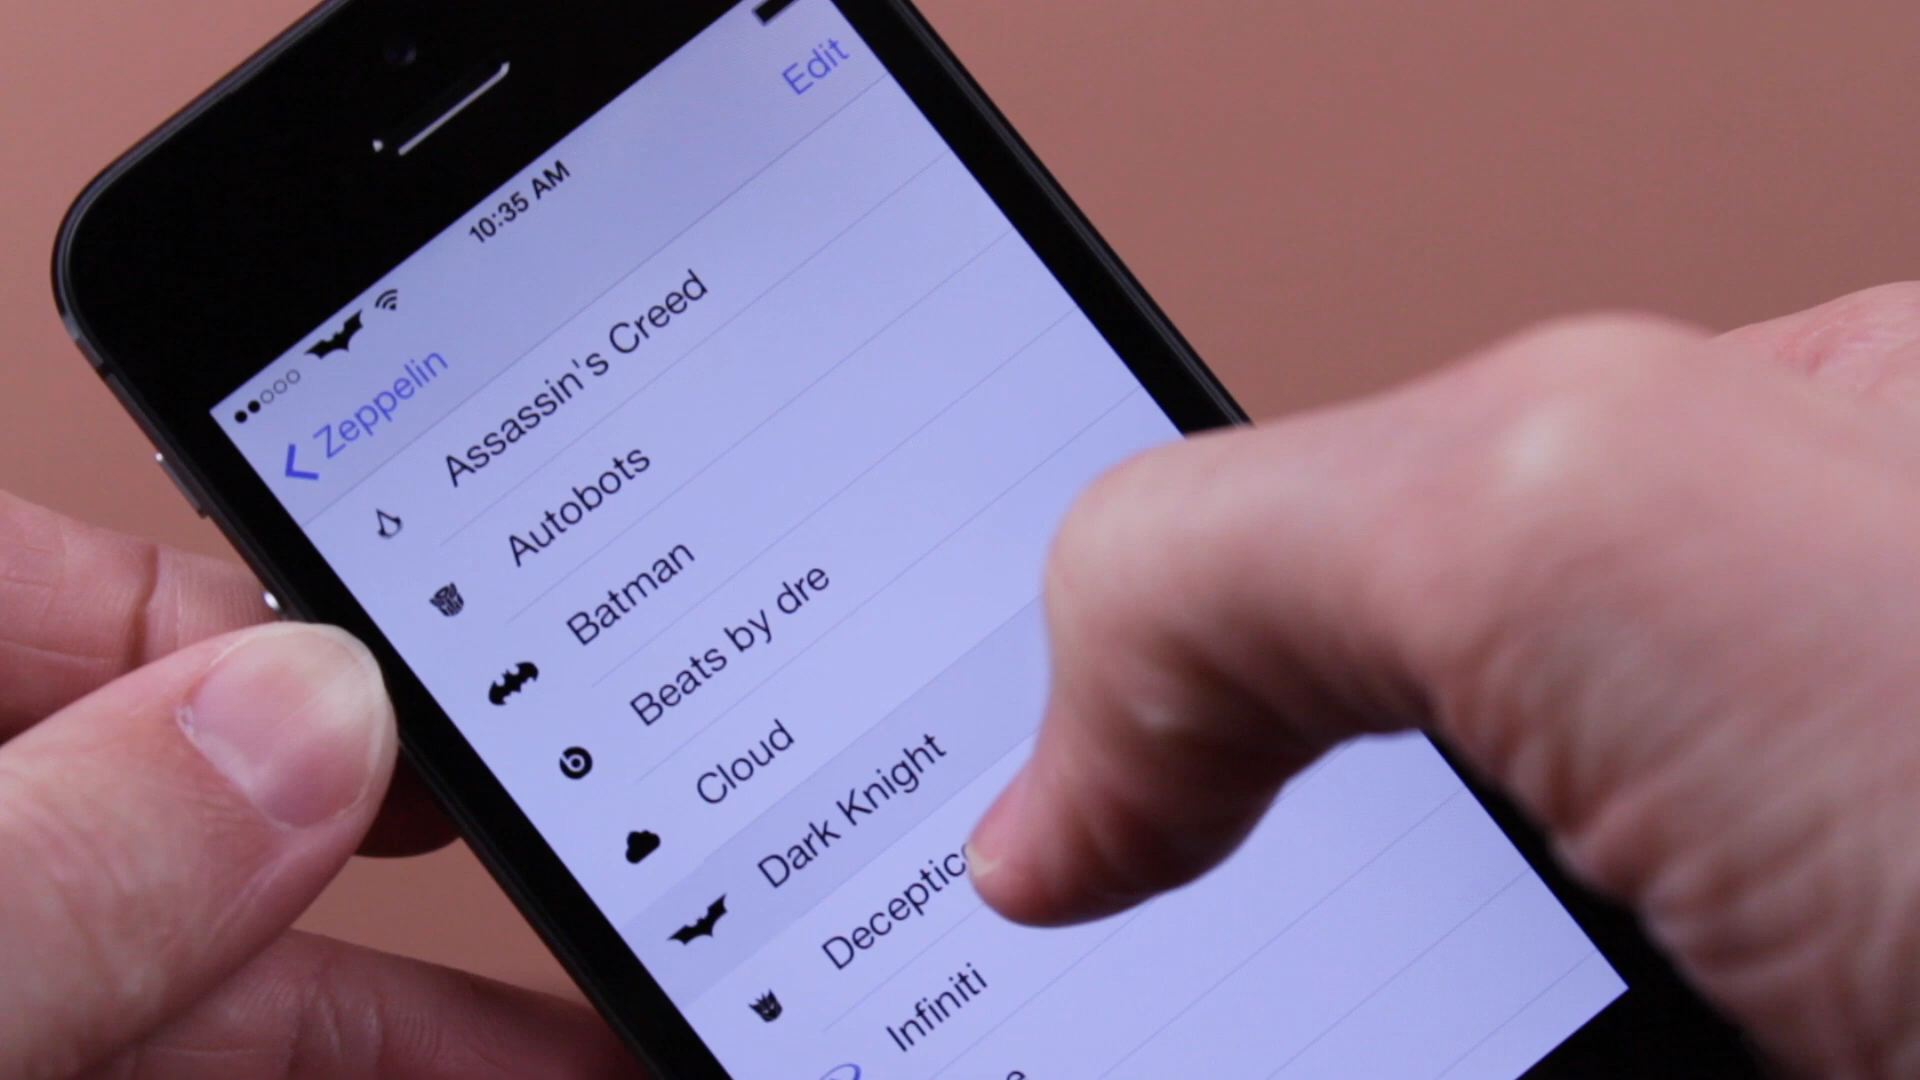 10:35 AM
Zeppelin
Edit
Assassin's Creed
Autobots
Batman
Beats by dre
Cloud
Dark Knight
Infiniti